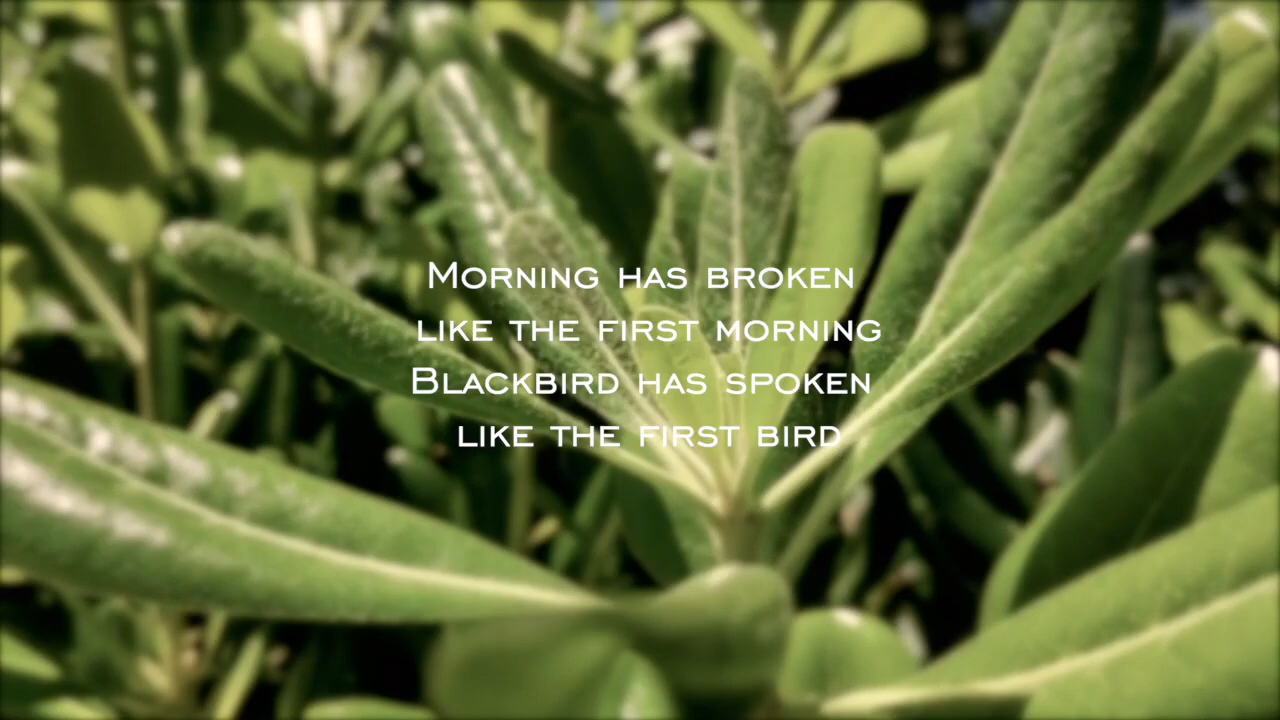 Morning has broken
like the first morning
Blackbird has spoken
like the first bird